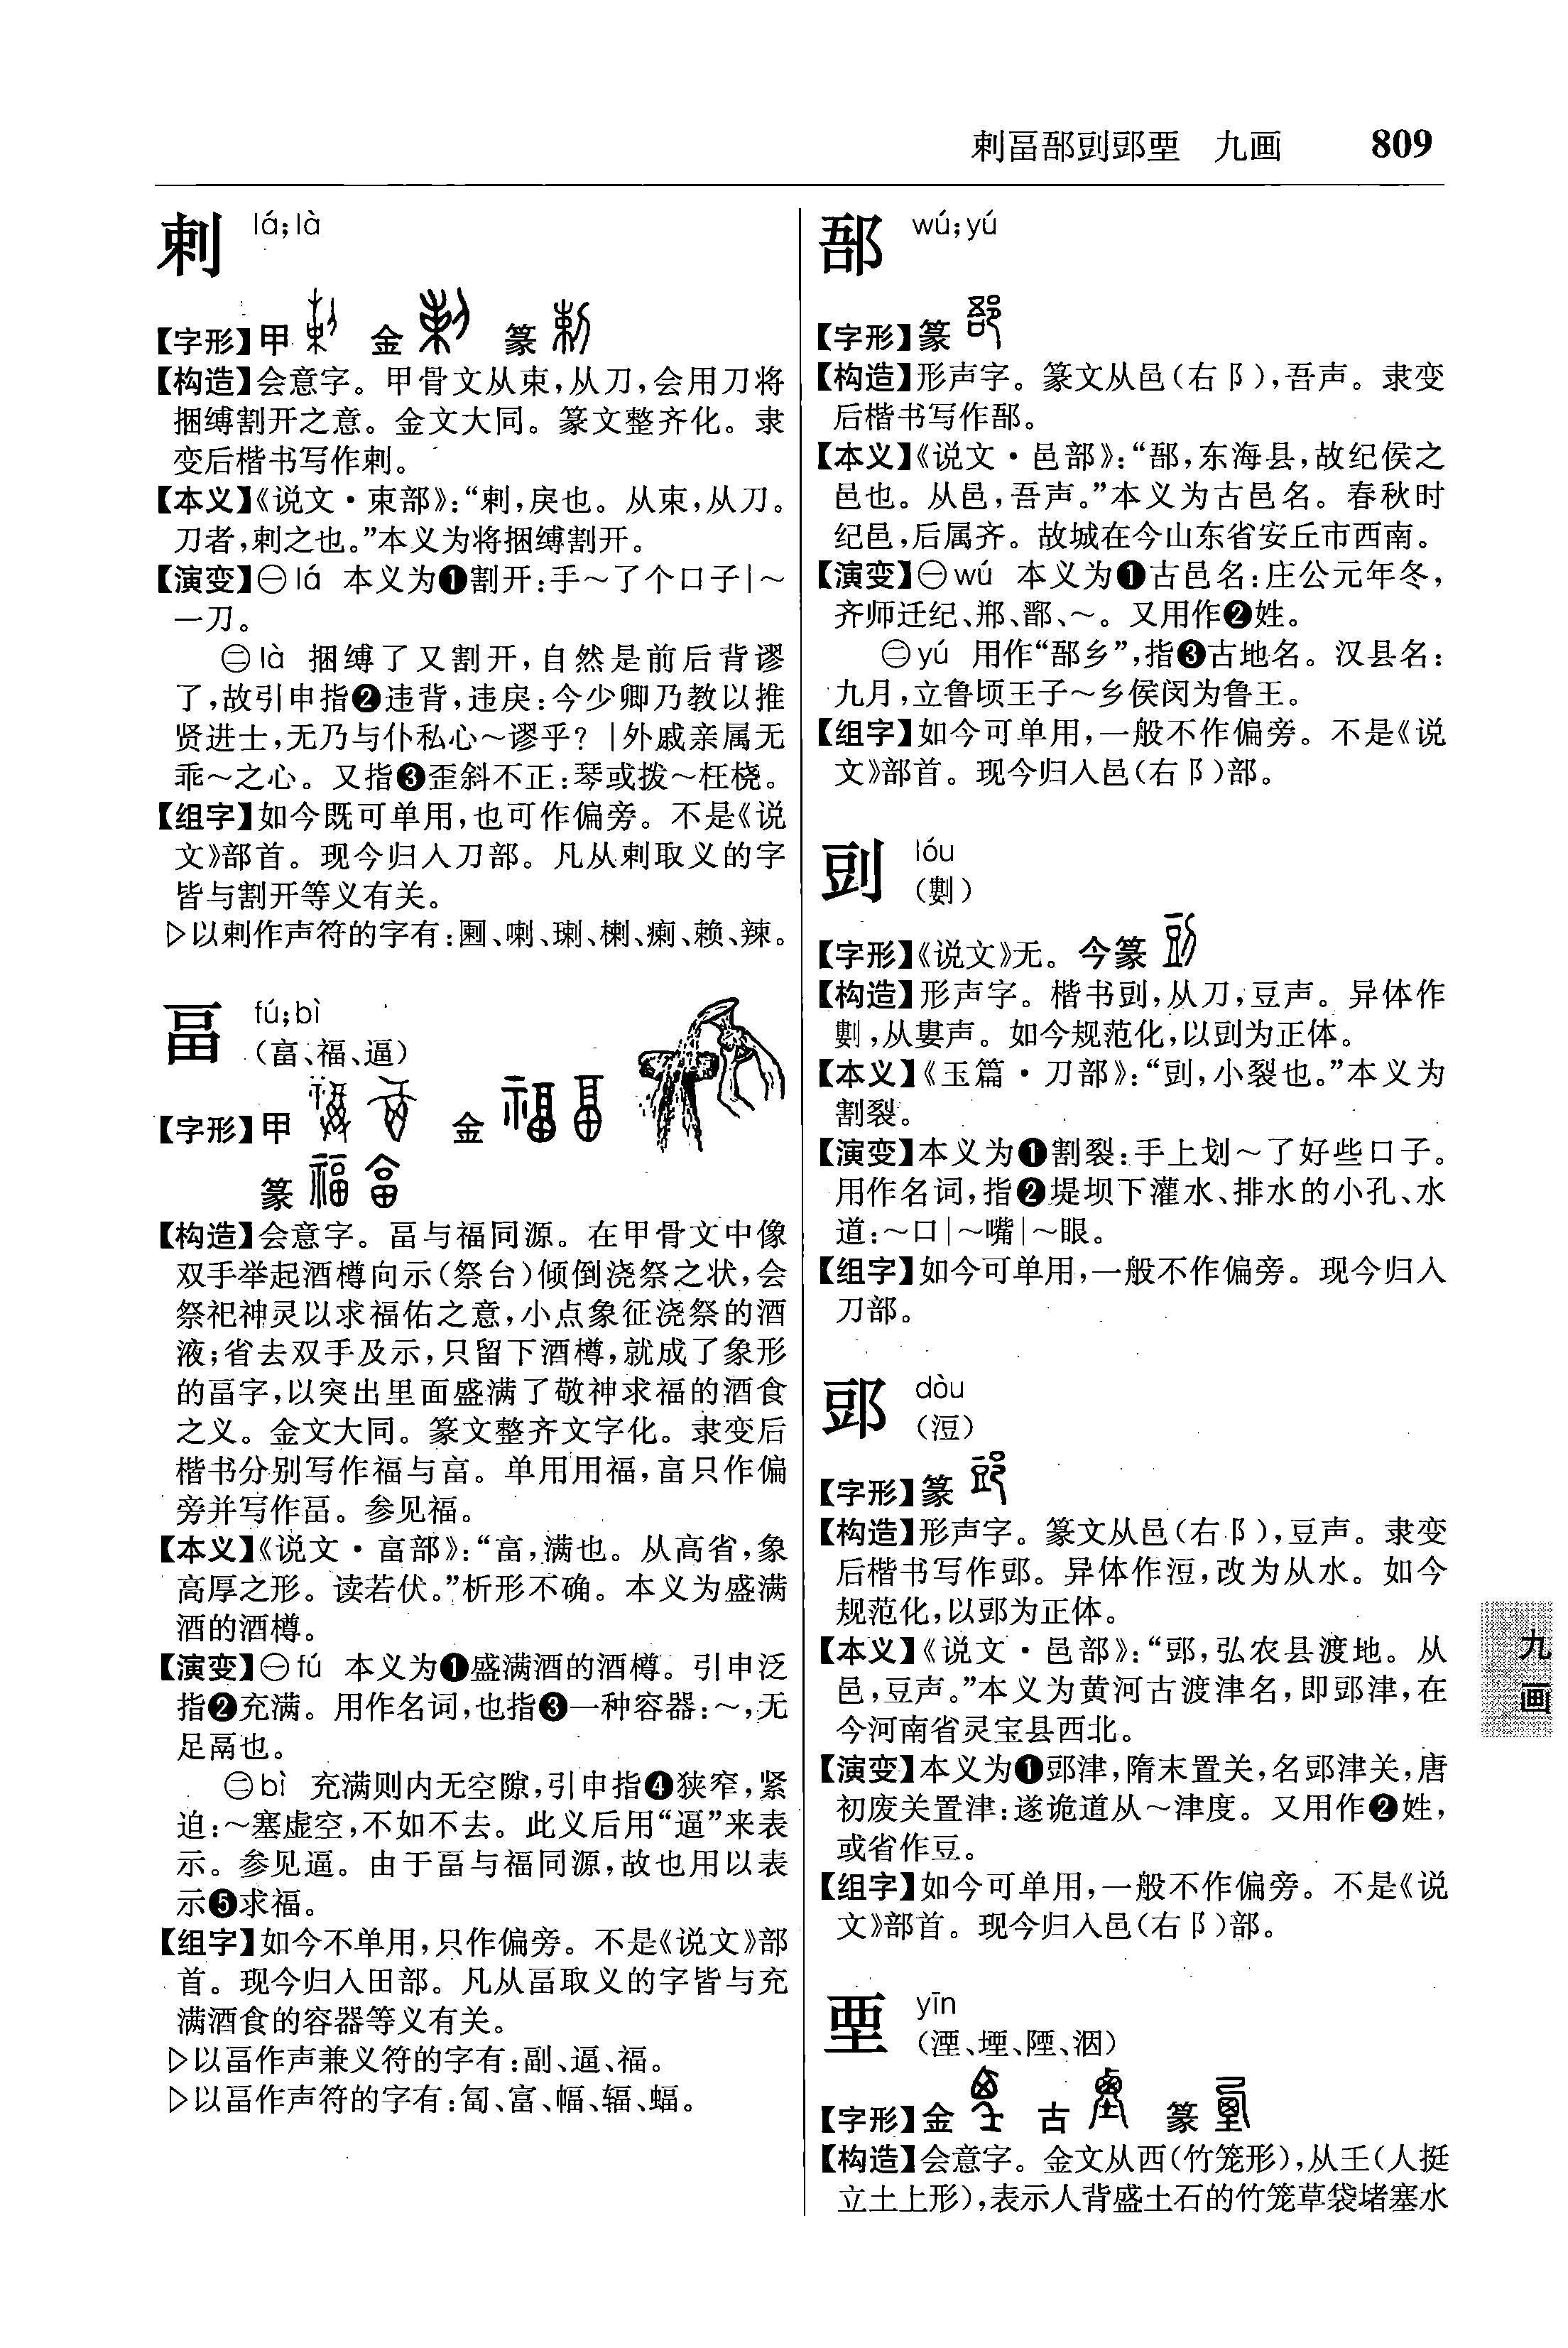 剌畐郚剅郖垔　九画　809
剌　lá;là
【字形】甲　金　篆
【构造】会意字。甲骨文从束,从刀,会用刀将
捆缚割开之意。金文大同。篆文整齐化。隶
变后楷书写作剌。
【本义】《说文·束部》:“剌,戾也。从束,从刀。
刀者,剌之也。”本义为将捆缚割开。
【演变】㊀lá　本义为❶割开:手～了个口子|～
一刀。
㊁là　捆缚了又割开,自然是前后背谬
了,故引申指❷违背,违戾:今少卿乃教以推
贤进士,无乃与仆私心～谬乎?|外戚亲属无
乖～之心。又指❸歪斜不正:琴或拨～枉桡。
【组字】如今既可单用,也可作偏旁。不是《说
文》部首。现今归入刀部。凡从剌取义的字
皆与割开等义有关。
▷以剌作声符的字有:揦、喇、瑓、楋、瘌、赖、辣。
畐　fú;bì
（畗、福、逼）
【字形】甲　金
篆
【构造】会意字。畐与福同源。在甲骨文中像
双手举起酒樽向示(祭台)倾倒浇祭之状,会
祭祀神灵以求福佑之意,小点象征浇祭的酒
液;省去双手及示,只留下酒樽,就成了象形
的畐字,以突出里面盛满了敬神求福的酒食
之义。金文大同。篆文整齐文字化。隶变后
楷书分别写作福与畗。单用用福,畗只作偏
旁并写作畐。参见福。
【本义】《说文·畗部》:“畗,满也。从高省,象
高厚之形。读若伏。”析形不确。本义为盛满
酒的酒樽。
【演变】㊀fú　本义为❶盛满酒的酒樽。引申泛
指❷充满。用作名词,也指❸一种容器:～,无
足鬲也。
㊁bì　充满则内无空隙,引申指❹狭窄,紧
迫:～塞虚空,不如不去。此义后用“逼”来表
示。参见逼。由于畐与福同源,故也用以表
示❺求福。
【组字】如今不单用,只作偏旁。不是《说文》部
首。现今归入田部。凡从畐取义的字皆与充
满酒食的容器等义有关。
▷以畐作声兼义符的字有:副、逼、福。
▷以畐作声符的字有:匐、富、幅、辐、蝠。
郚　wú;yú
【字形】篆
【构造】形声字。篆文从邑(右阝),吾声。隶变
后楷书写作郚。
【本义】《说文·邑部》:“郚,东海县,故纪侯之
邑也。从邑,吾声。”本义为古邑名。春秋时
纪邑,后属齐。故城在今山东省安丘市西南。
【演变】㊀wú　本义为❶古邑名:庄公元年冬,
齐师迁纪、郱、鄑、～。又用作❷姓。
㊁yú　用作“郚乡”,指❸古地名。汉县名:
九月,立鲁顷王子～乡侯闵为鲁王。
【组字】如今可单用,一般不作偏旁。不是《说
文》部首。现今归入邑(右阝)部。
剅　lóu
（剽）
【字形】《说文》无。今篆
【构造】形声字。楷书剅,从刀,豆声。异体作
㔷,从婁声。如今规范化,以剅为正体。
【本义】《玉篇·刀部》:“剅,小裂也。”本义为
割裂。
【演变】本义为❶割裂:手上划～了好些口子。
用作名词,指❷堤坝下灌水、排水的小孔、水
道:～口|～嘴|～眼。
【组字】如今可单用,一般不作偏旁。现今归入
刀部。
郖　dòu
（浢）
【字形】篆
【构造】形声字。篆文从邑(右阝),豆声。隶变
后楷书写作郖。异体作浢,改为从水。如今
规范化,以郖为正体。
【本义】《说文·邑部》:“郖,弘农县渡地。从
邑,豆声。”本义为黄河古渡津名,即郖津,在
今河南省灵宝县西北。
【演变】本义为❶郖津,隋末置关,名郖津关,唐
初废关置津:遂诡道从～津度。又用作❷姓,
或省作豆。
【组字】如今可单用,一般不作偏旁。不是《说
文》部首。现今归入邑(右阝)部。
垔　yīn
（湮、堙、陻、洇）
【字形】金　古　篆
【构造】会意字。金文从西(竹笼形),从𡈼(人挺
立土上形),表示人背盛土石的竹笼草袋堵塞水
九
画